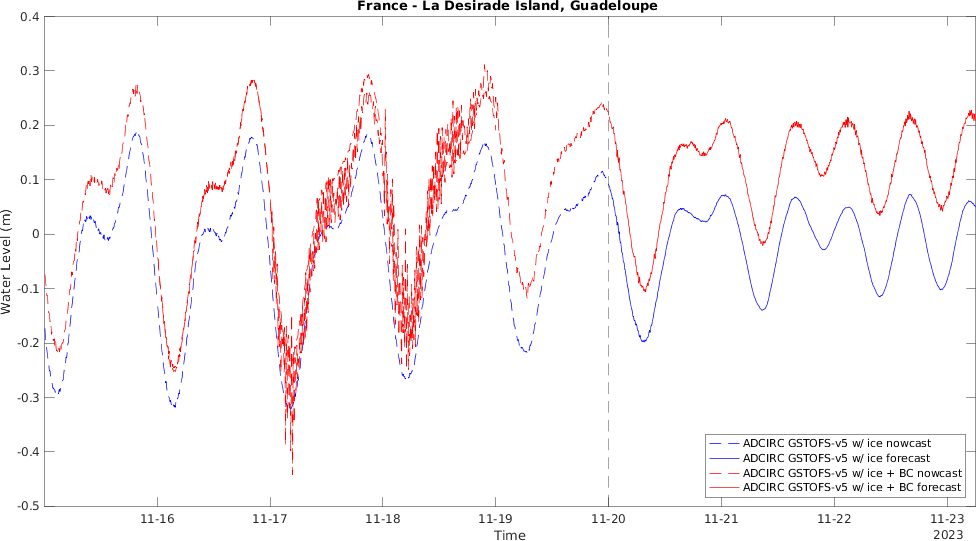 France - La Desirade Island, Guadeloupe
0.4
0.3
0.2
0.1
0
-0.1
-0.2
-0.3
-0.4
-0.5
Water Level (m)
ADCIRC GSTOFS-v5 w/ ice nowcast
ADCIRC GSTOFS-v5 w/ ice forecast
ADCIRC GSTOFS-v5 w/ ice + BC nowcast
ADCIRC GSTOFS-v5 w/ ice + BC forecast
11-16 11-17 11-18 11-19 11-20 11-21 11-22 11-23
Time 2023